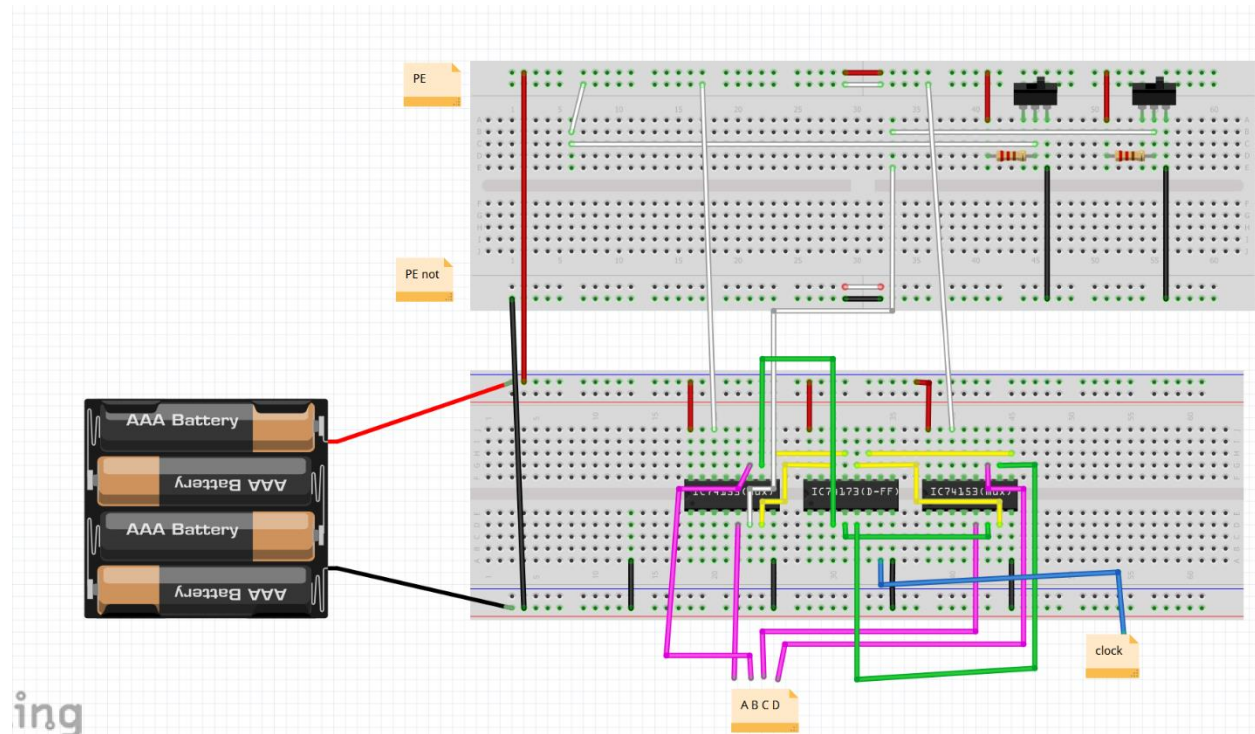 PE
PE not
AAA Battery
AAA Battery
AAA Battery
AAA Battery
IC74153(mux)
IC74173(D-FF)
IC74153(mux)
clock
A B C D
ing